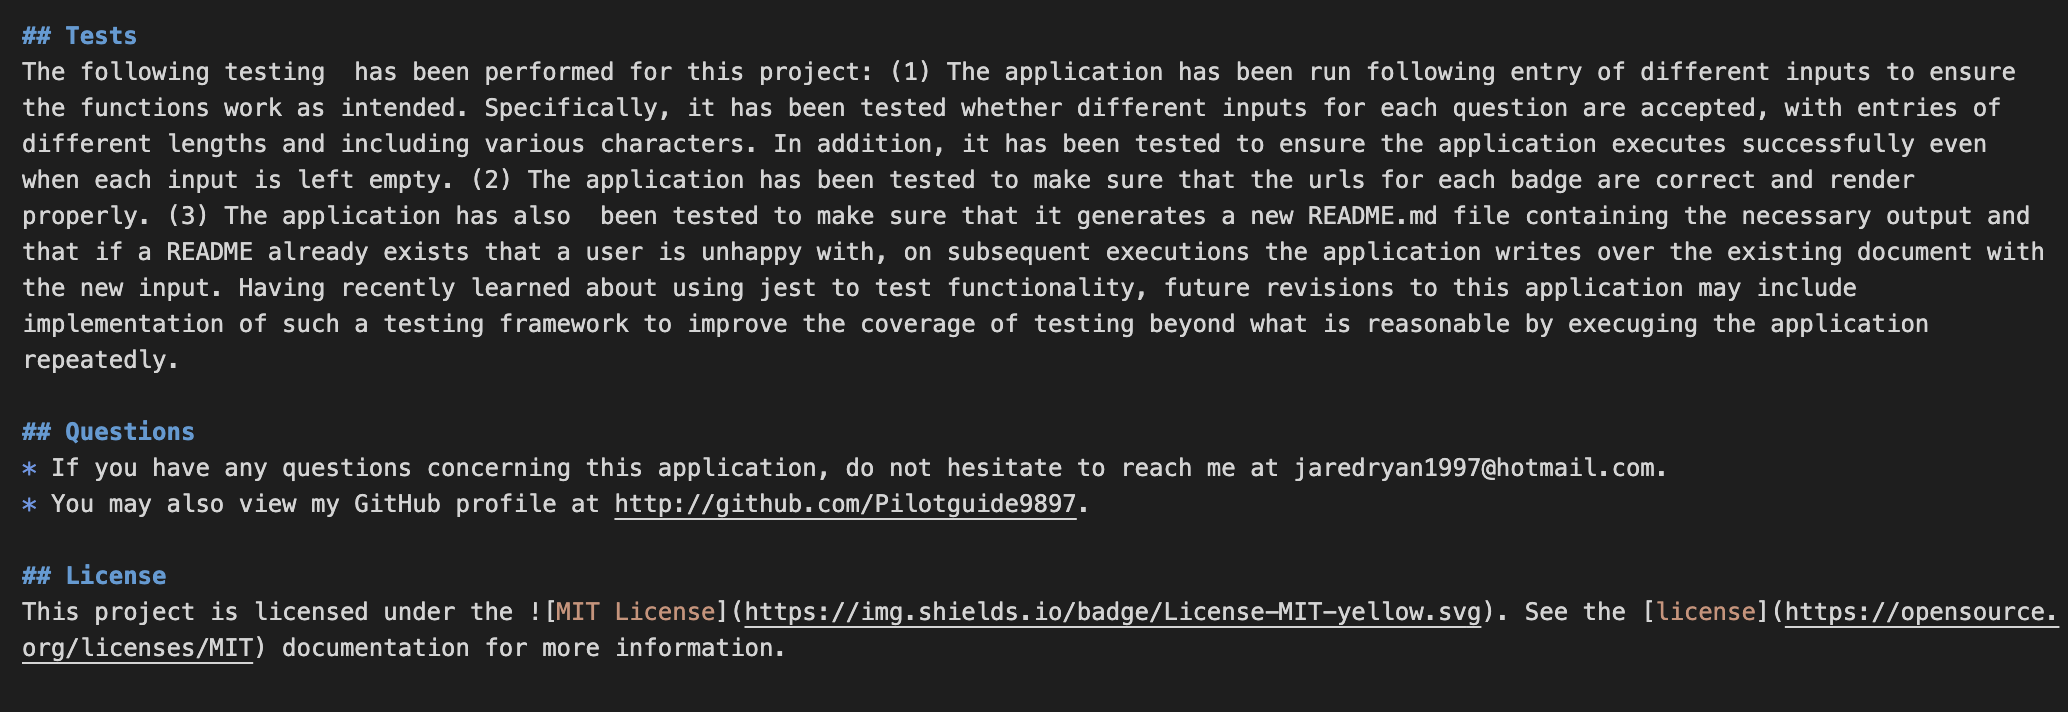 ## Tests
The following testing  has been performed for this project: (1) The application has been run following entry of different inputs to ensure
the functions work as intended. Specifically, it has been tested whether different inputs for each question are accepted, with entries of
different lengths and including various characters. In addition, it has been tested to ensure the application executes successfully even
when each input is left empty. (2) The application has been tested to make sure that the urls for each badge are correct and render
properly. (3) The application has also  been tested to make sure that it generates a new README.md file containing the necessary output and
that if a README already exists that a user is unhappy with, on subsequent executions the application writes over the existing document with
the new input. Having recently learned about using jest to test functionality, future revisions to this application may include
implementation of such a testing framework to improve the coverage of testing beyond what is reasonable by execuging the application
repeatedly.
## Questions
* If you have any questions concerning this application, do not hesitate to reach me at jaredryan1997@hotmail.com.
* You may also view my GitHub profile at http://github.com/Pilotguide9897.
## License
This project is licensed under the ![MIT License](https://img.shields.io/badge/License-MIT-yellow.svg). See the [license](https://opensource.
org/licenses/MIT) documentation for more information.